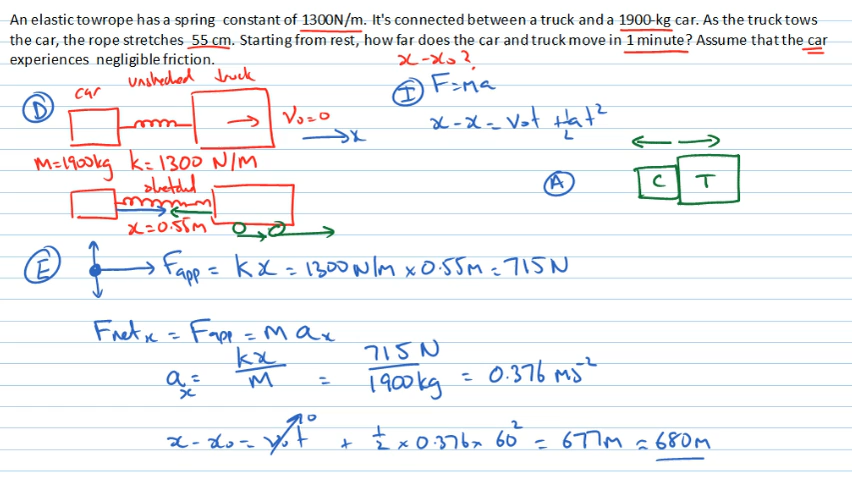 An elastic towrope has a spring constant of 1300N/m. It's connected between a truck and a 1900-kg car. As the truck tows
the car, the rope stretches 55 cm. Starting from rest, how far does the car and truck move in 1 minute? Assume that the car
experiences negligible friction.
x - x₀ ?
D car unstretched truck
V₀=0
→x
M=1900kg k=1300 N/M
stretched
x=0.55M
I F=ma
x-x = V₀t + ½at²
A
C T
E Fapp = kx = 1300N/M × 0.55M = 715N
Fnetx = Fapp = M ax
ax = kx/M = 715N/1900kg = 0.376 Ms⁻²
x-x₀ = V₀t⁰ + ½ × 0.376 × 60² = 677M ≈ 680M